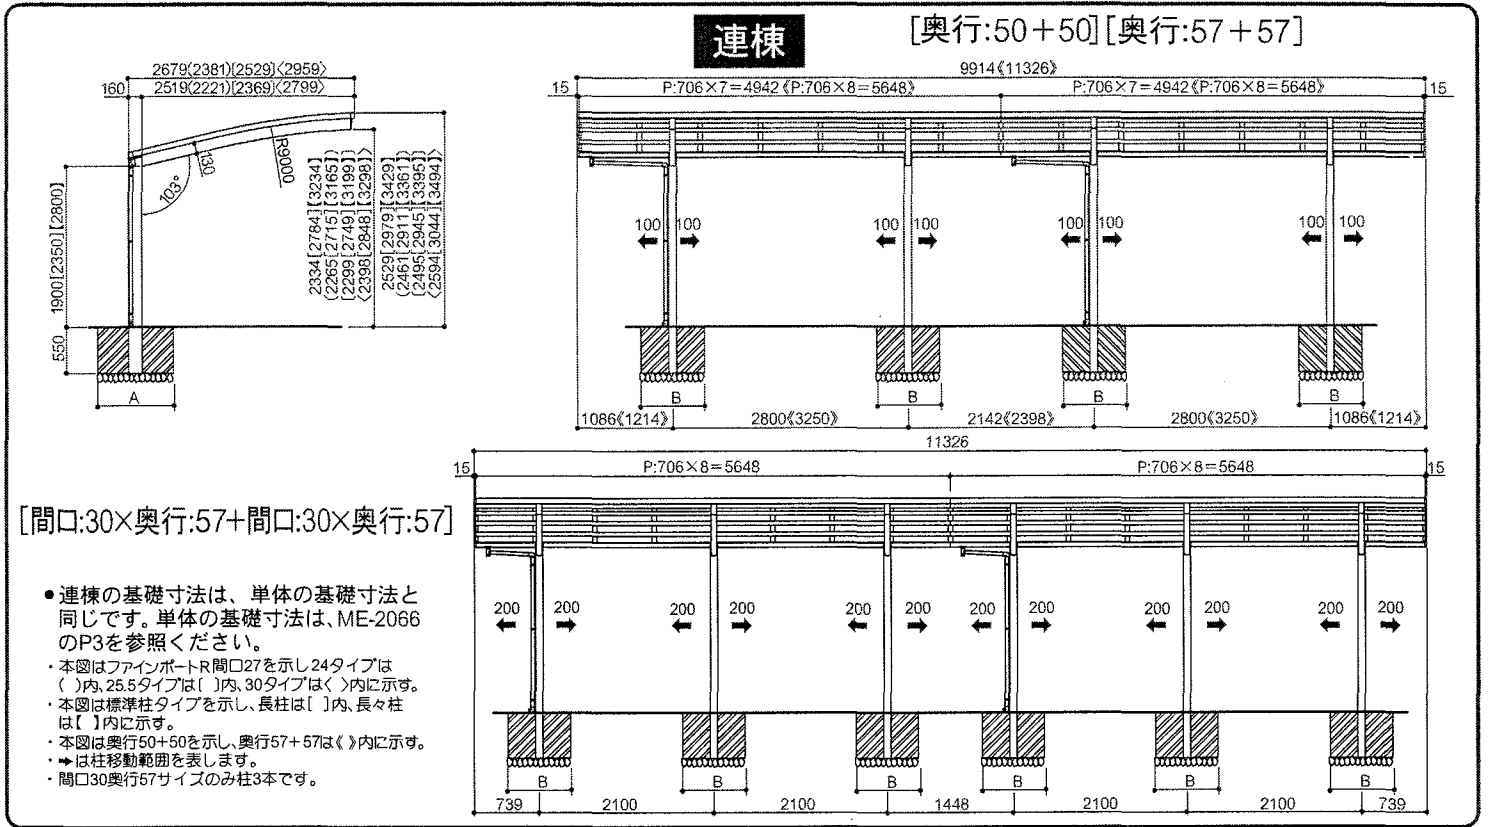 連棟
[奥行:50+50][奥行:57+57]
2679(2381)[2529]〈2959〉
160
2519(2221)[2369]〈2799〉
R9000
130
103°
1900[2350]【2800】
550
2334[2784]【3234】
(2265[2715]【3165】)
[2299[2749]【3199】]
〈2398[2848]【3298】〉
2529[2979]【3429】
(2461[2911]【3361】)
[2495[2945]【3395】]
〈2594[3044]【3494】〉
A
9914《11326》
15
P:706×7=4942《P:706×8=5648》
P:706×7=4942《P:706×8=5648》
15
100 100
100 100
100 100
100 100
B
B
B
B
1086《1214》
2800《3250》
2142《2398》
2800《3250》
1086《1214》
11326
15
P:706×8=5648
P:706×8=5648
15
[間口:30×奥行:57+間口:30×奥行:57]
200 200
200 200
200 200
200 200
200 200
200 200
B
B
B
B
B
B
739
2100
2100
1448
2100
2100
739
●連棟の基礎寸法は、単体の基礎寸法と
同じです。単体の基礎寸法は、ME-2066
のP3を参照ください。
・本図はファインポートR間口27を示し24タイプは
( )内、25.5タイプは[ ]内、30タイプは〈 〉内に示す。
・本図は標準柱タイプを示し、長柱は[ ]内、長々柱
は【 】内に示す。
・本図は奥行50+50を示し、奥行57+57は《 》内に示す。
・➡は柱移動範囲を表します。
・間口30奥行57サイズのみ柱3本です。